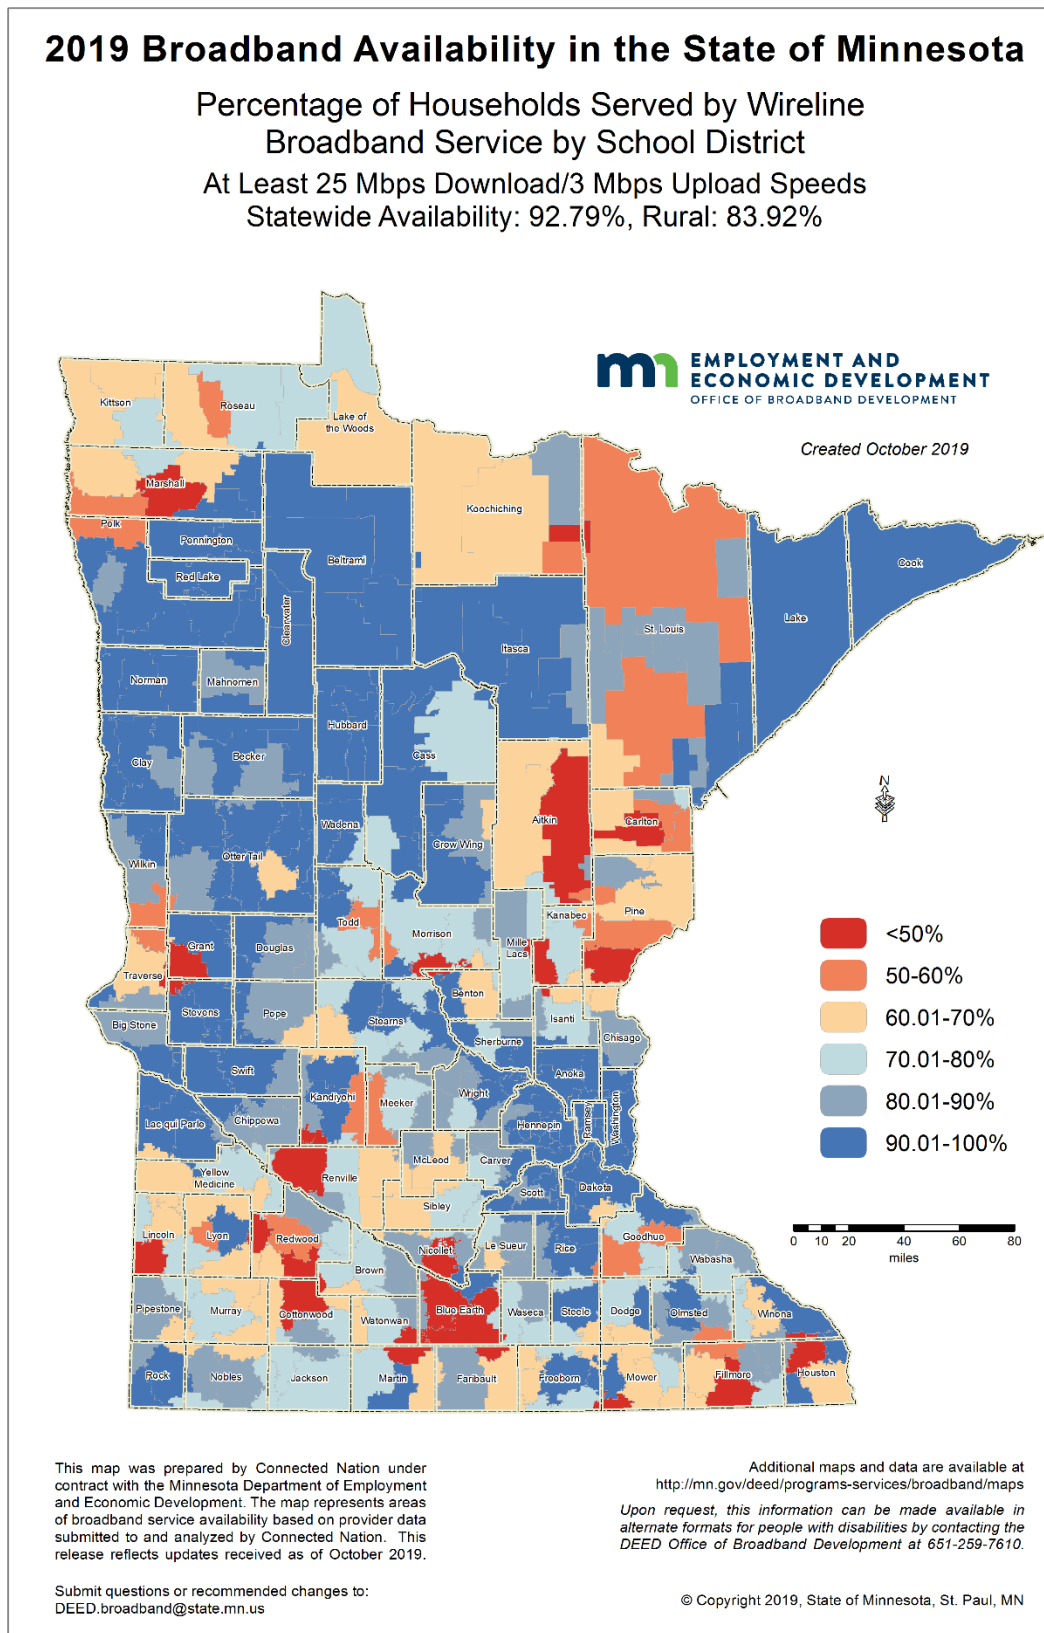 2019 Broadband Availability in the State of Minnesota
Percentage of Households Served by Wireline
Broadband Service by School District
At Least 25 Mbps Download/3 Mbps Upload Speeds
Statewide Availability: 92.79%, Rural: 83.92%
mn EMPLOYMENT AND
ECONOMIC DEVELOPMENT
OFFICE OF BROADBAND DEVELOPMENT
Created October 2019
Kittson
Roseau
Lake of
the Woods
Marshall
Koochiching
Polk
Pennington
Beltrami
Cook
Red Lake
Clearwater
Lake
St. Louis
Itasca
Norman
Mahnomen
Hubbard
Cass
Clay
Becker
N
Aitkin
Carlton
Wadena
Crow Wing
Otter Tail
Wilkin
Pine
Kanabec
Todd
Morrison
Mille
Lacs
Grant
Douglas
Traverse
Benton
Stevens
Pope
Stearns
Isanti
Big Stone
Sherburne
Chisago
Swift
Anoka
Kandiyohi
Meeker
Wright
Lac qui Parle
Chippewa
Hennepin
Ramsey
Washington
McLeod
Carver
Yellow
Medicine
Renville
Scott
Dakota
Sibley
Lincoln
Lyon
Redwood
Nicollet
Le Sueur
Rice
Goodhue
Wabasha
Brown
Pipestone
Murray
Cottonwood
Watonwan
Blue Earth
Waseca
Steele
Dodge
Olmsted
Winona
Rock
Nobles
Jackson
Martin
Faribault
Freeborn
Mower
Fillmore
Houston
<50%
50-60%
60.01-70%
70.01-80%
80.01-90%
90.01-100%
0 10 20 40 60 80
miles
This map was prepared by Connected Nation under
contract with the Minnesota Department of Employment
and Economic Development. The map represents areas
of broadband service availability based on provider data
submitted to and analyzed by Connected Nation. This
release reflects updates received as of October 2019.
Submit questions or recommended changes to:
DEED.broadband@state.mn.us
Additional maps and data are available at
http://mn.gov/deed/programs-services/broadband/maps
Upon request, this information can be made available in
alternate formats for people with disabilities by contacting the
DEED Office of Broadband Development at 651-259-7610.
© Copyright 2019, State of Minnesota, St. Paul, MN